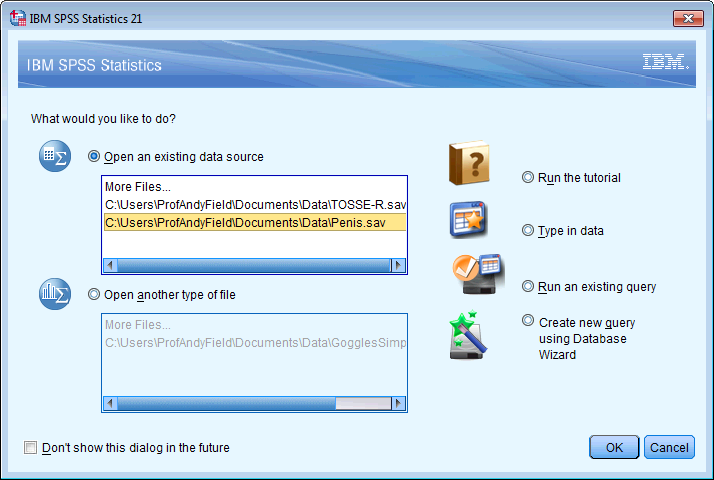 IBM SPSS Statistics 21
IBM SPSS Statistics
IBM.
What would you like to do?
Open an existing data source
More Files...
C:\Users\ProfAndyField\Documents\Data\TOSSE-R.sav
C:\Users\ProfAndyField\Documents\Data\Penis.sav
Open another type of file
More Files...
C:\Users\ProfAndyField\Documents\Data\GogglesSimp
?
Run the tutorial
Type in data
Run an existing query
Create new query
using Database
Wizard
Don't show this dialog in the future
OK
Cancel